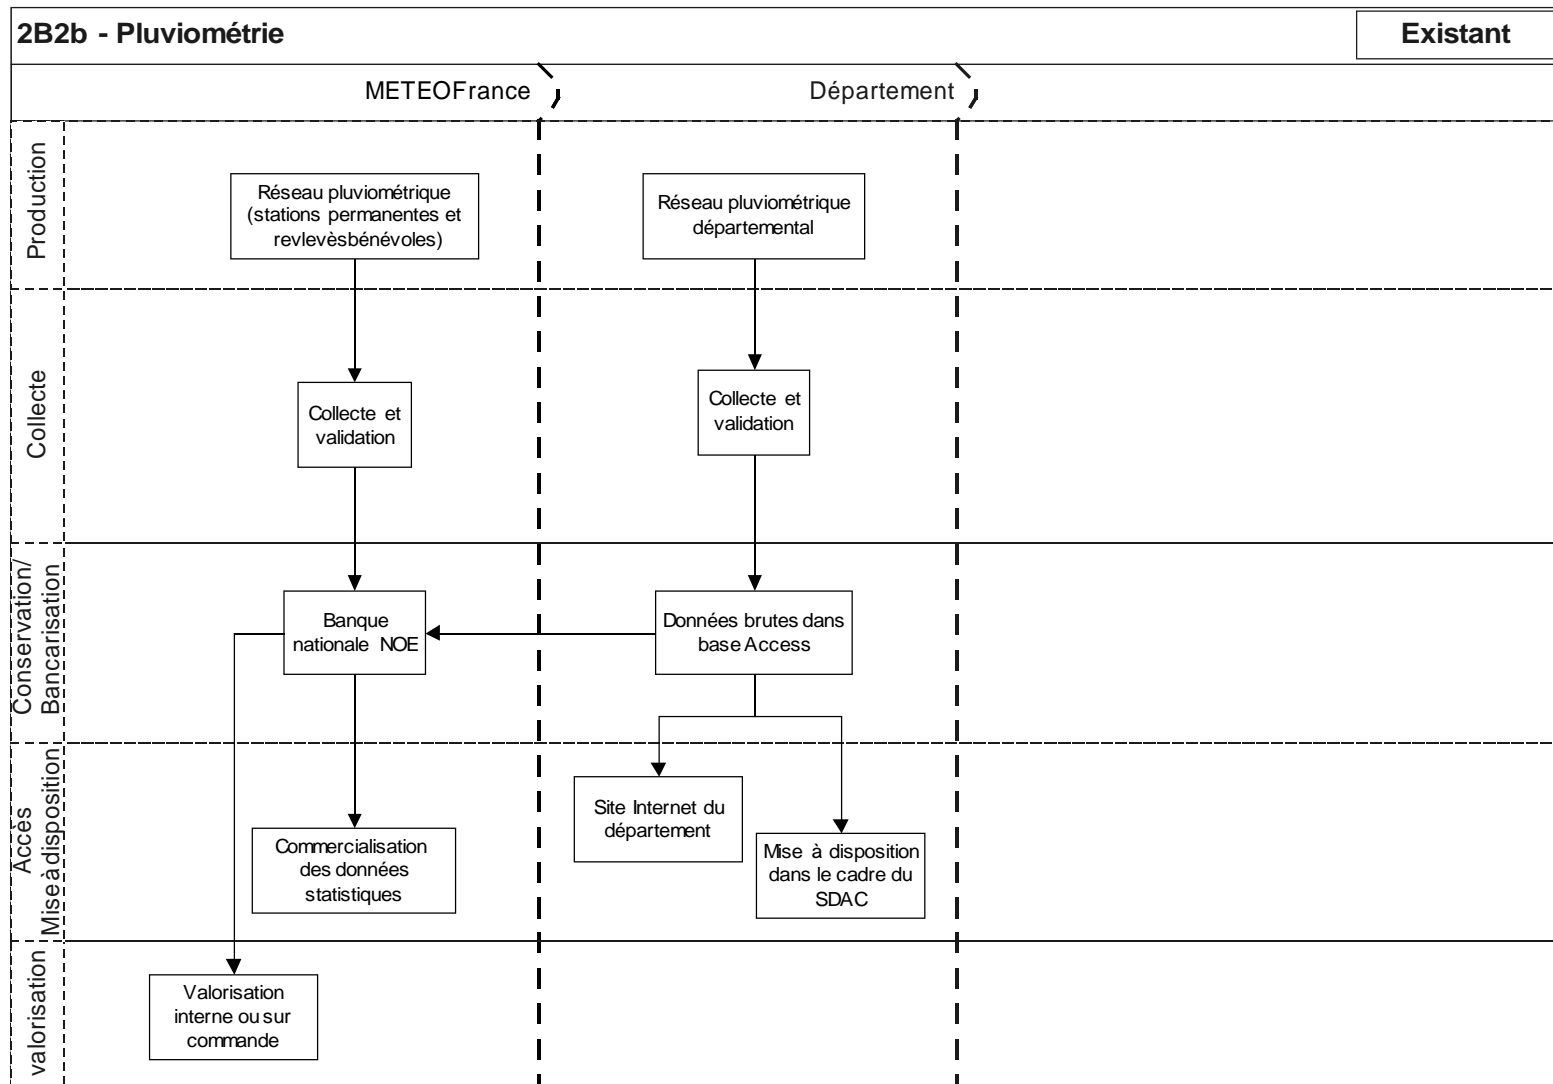 2B2b - Pluviométrie
Existant
METEOFrance
Département
Production
Réseau pluviométrique
(stations permanentes et
revlevèsbénévoles)
Réseau pluviométrique
départemental
Collecte
Collecte et
validation
Collecte et
validation
Conservation/
Bancarisation
Banque
nationale NOE
Données brutes dans
base Access
Accès
Miseàdisposition
Site Internet du
département
Commercialisation
des données
statistiques
Mise à disposition
dans le cadre du
SDAC
valorisation
Valorisation
interne ou sur
commande